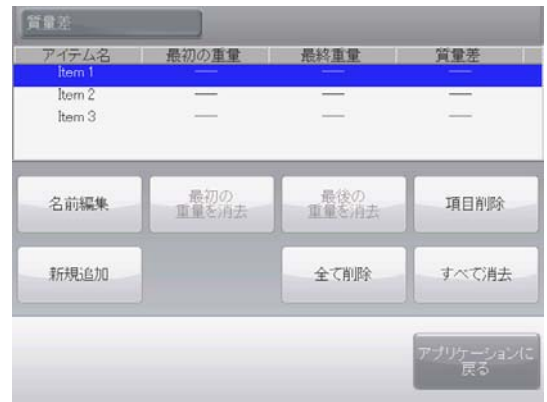 質量差
アイテム名 最初の重量 最終重量 質量差
Item 1 — — —
Item 2 — — —
Item 3 — — —
名前編集 最初の 最後の 項目削除
重量を消去 重量を消去
新規追加 全て削除 すべて消去
アプリケーションに
戻る